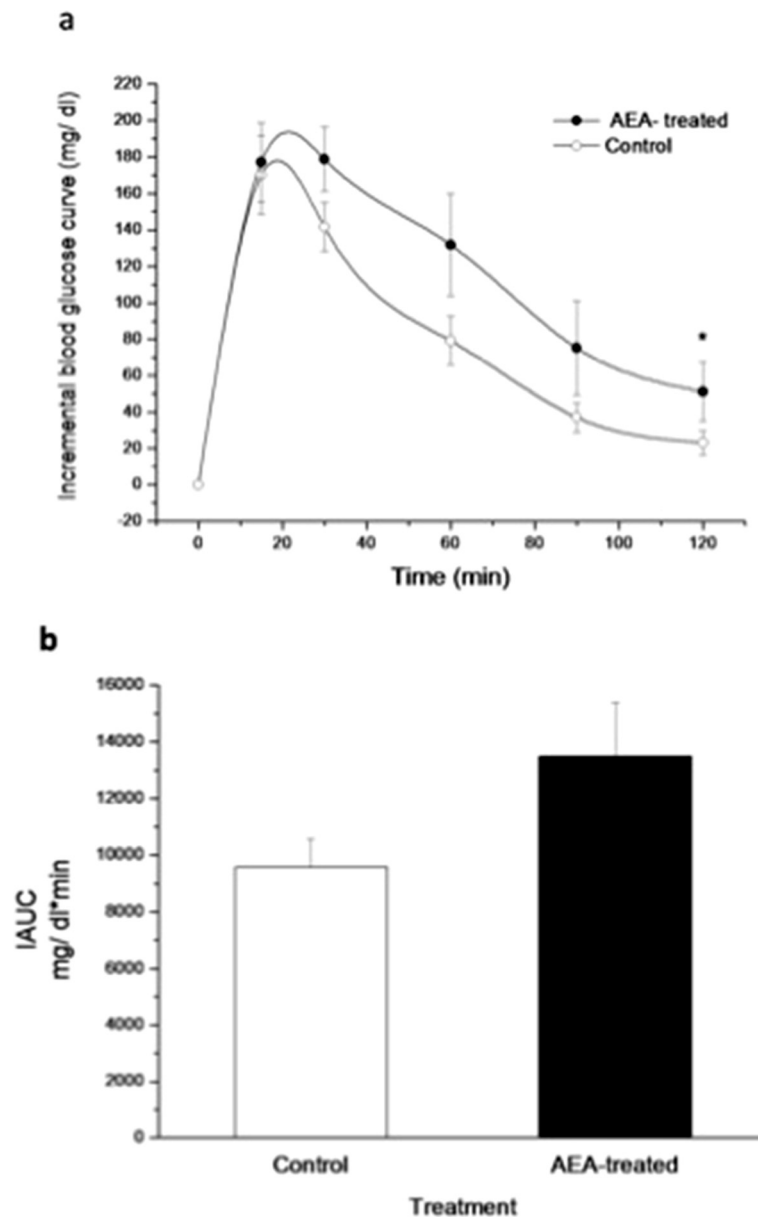 a
Incremental blood glucose curve (mg/ dl)
220
200
180
160
140
120
100
80
60
40
20
0
-20
AEA- treated
Control
*
0 20 40 60 80 100 120
Time (min)
b
IAUC
mg/ dl*min
16000
14000
12000
10000
8000
6000
4000
2000
0
Control AEA-treated
Treatment